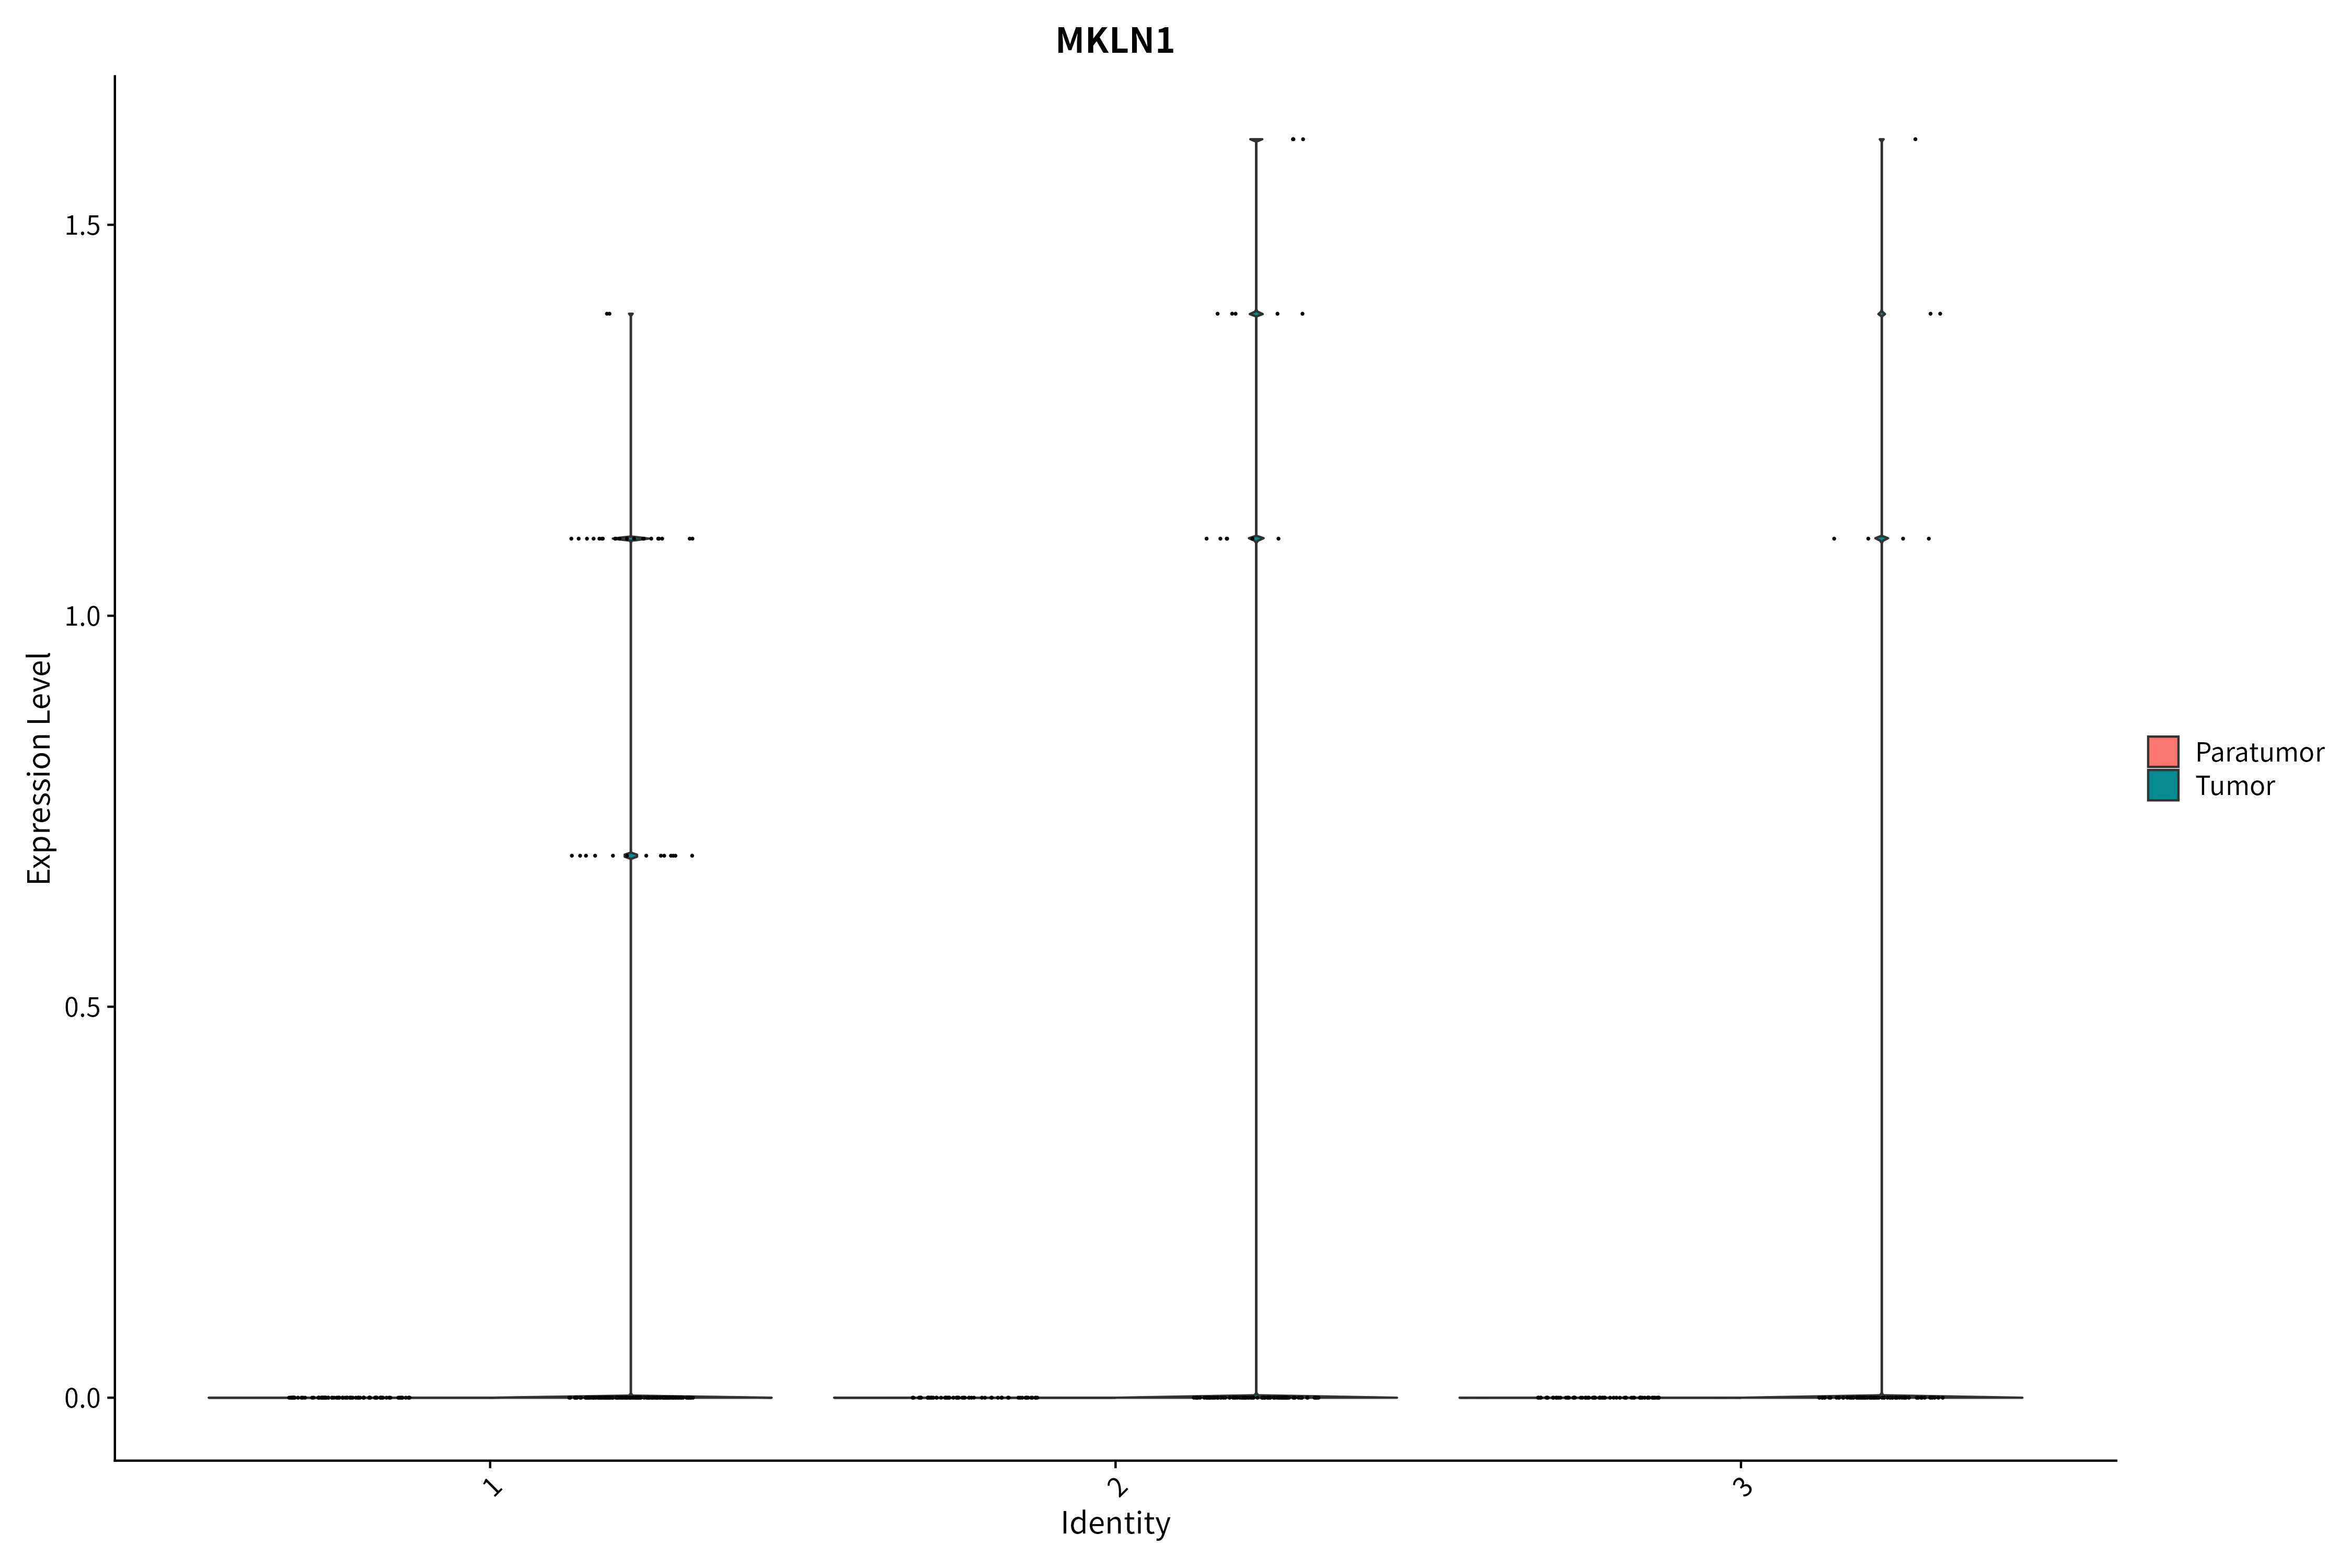 MKLN1
Expression Level
1.5
1.0
0.5
0.0
1
2
3
Identity
Paratumor
Tumor